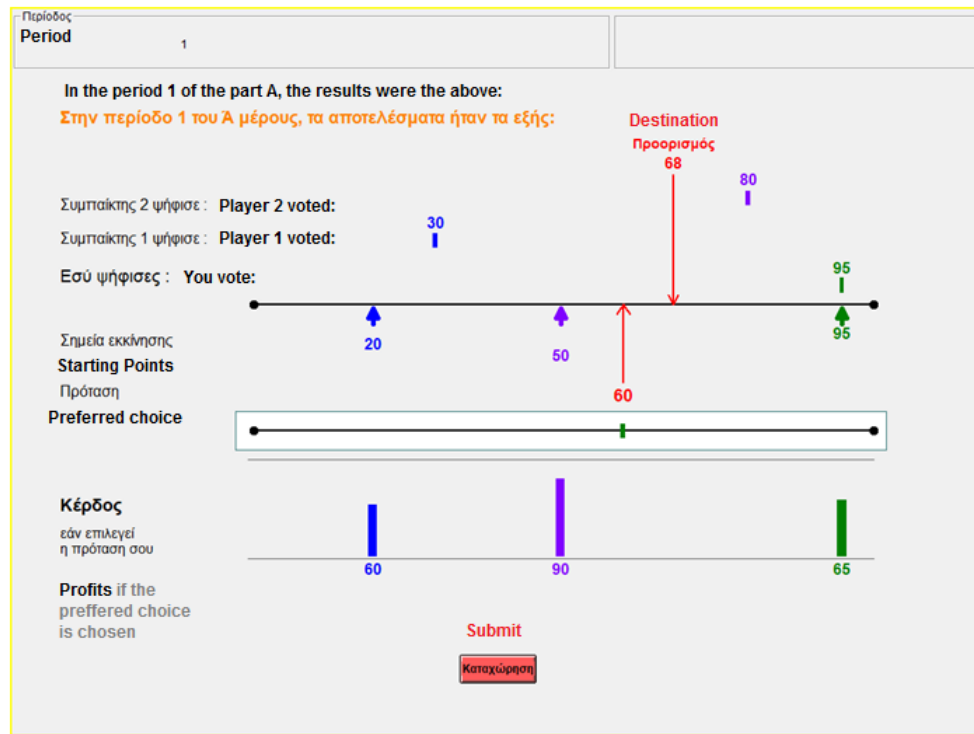 Περίοδος
Period
1
In the period 1 of the part A, the results were the above:
Στην περίοδο 1 του Ά μέρους, τα αποτελέσματα ήταν τα εξής:
Destination
Προορισμός
68
80
Συμπαίκτης 2 ψήφισε : Player 2 voted:
30
Συμπαίκτης 1 ψήφισε : Player 1 voted:
95
Εσύ ψήφισες : You vote:
Σημεία εκκίνησης
20
50
95
Starting Points
Πρόταση
60
Preferred choice
Κέρδος
εάν επιλεγεί
η πρόταση σου
60
90
65
Profits if the
preffered choice
is chosen
Submit
Καταχώρηση